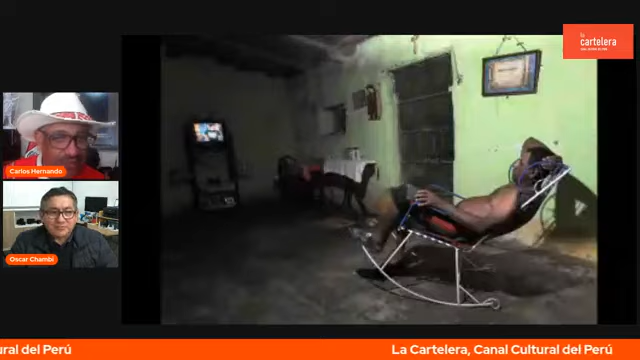 la
cartelera
Carlos Hernando
Oscar Chambi
ural del Perú
La Cartelera, Canal Cultural del Perú